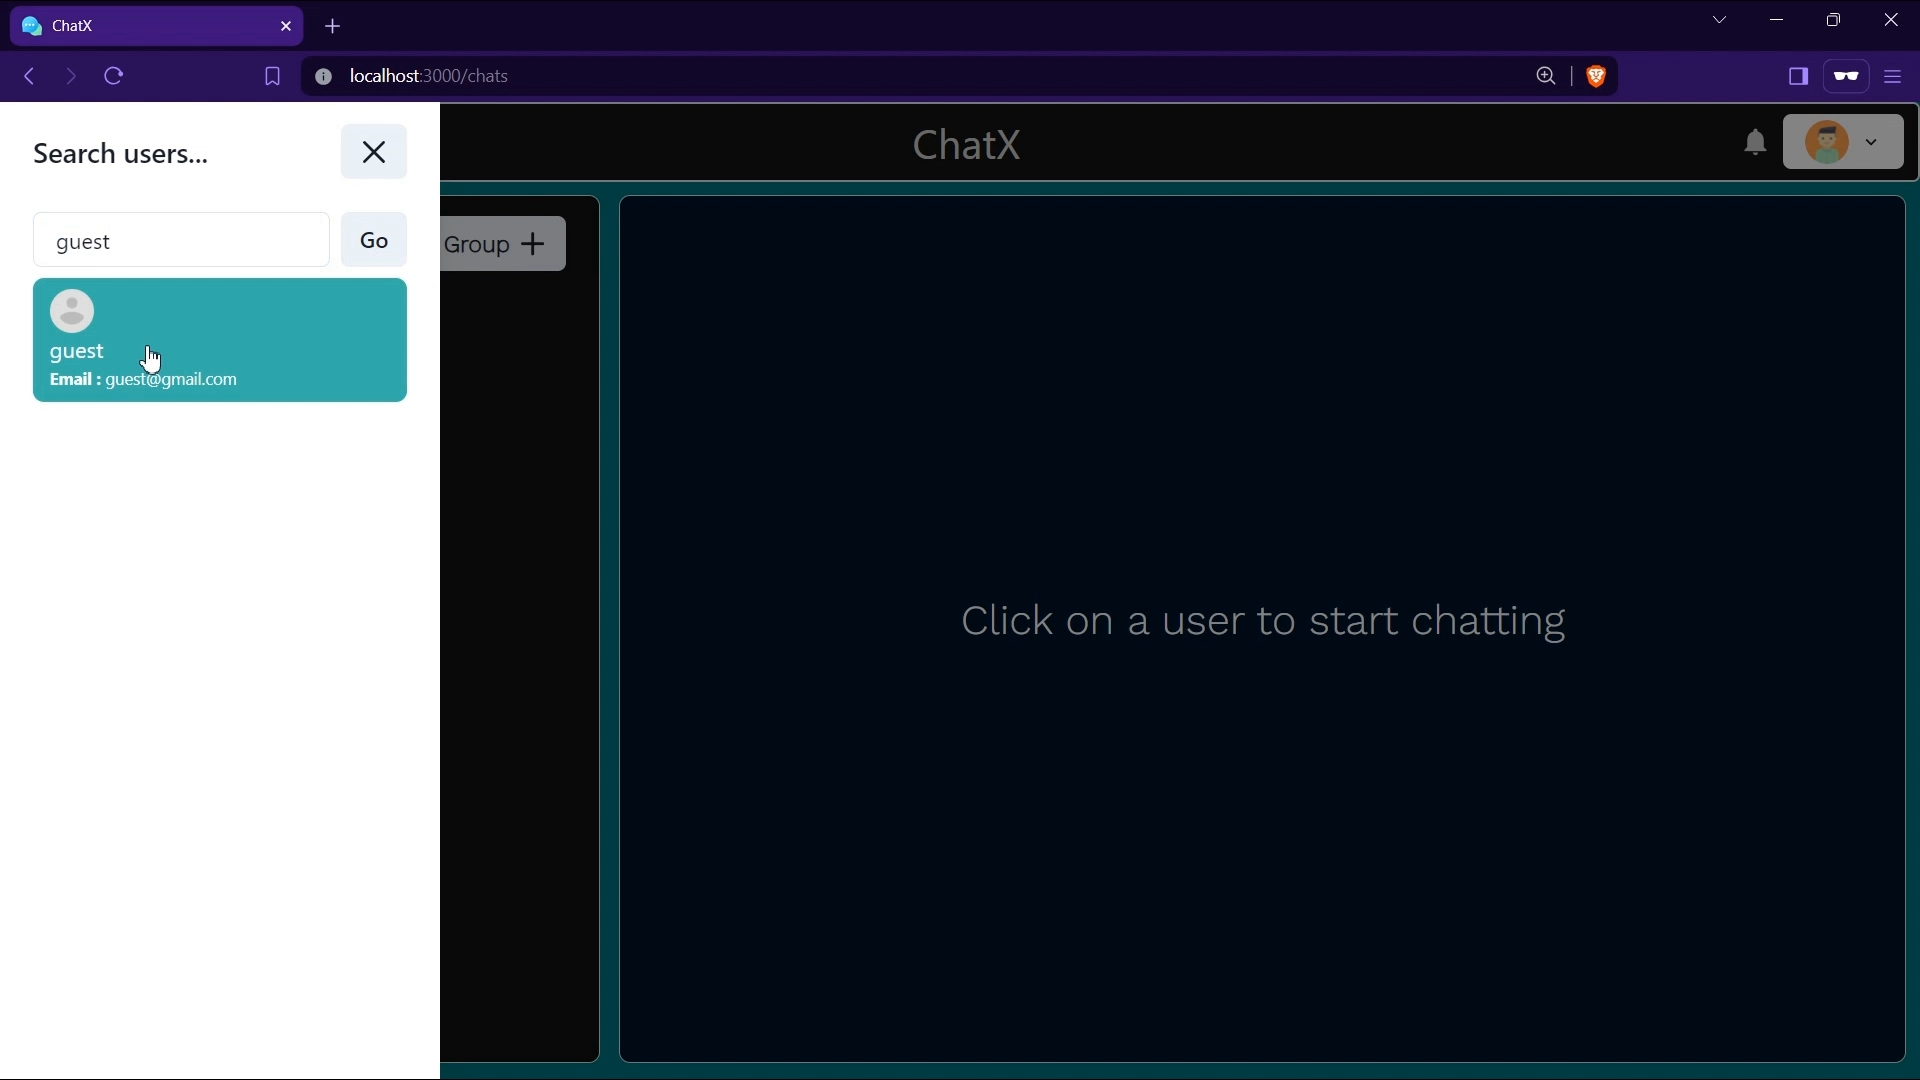 ChatX
localhost:3000/chats
Search users...
guest
Go
guest
Email : guest@gmail.com
ChatX
Group +
Click on a user to start chatting